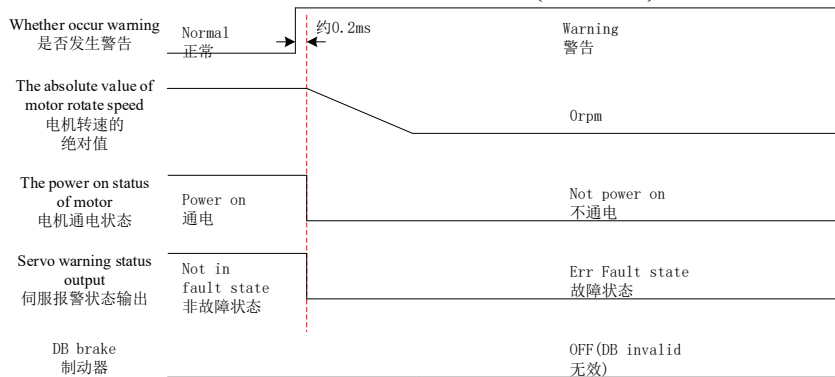 Whether occur warning
是否发生警告
Normal
正常
约0.2ms
Warning
警告
The absolute value of
motor rotate speed
电机转速的
绝对值
0rpm
The power on status
of motor
电机通电状态
Power on
通电
Not power on
不通电
Servo warning status
output
伺服报警状态输出
Not in
fault state
非故障状态
Err Fault state
故障状态
DB brake
制动器
OFF(DB invalid
无效)